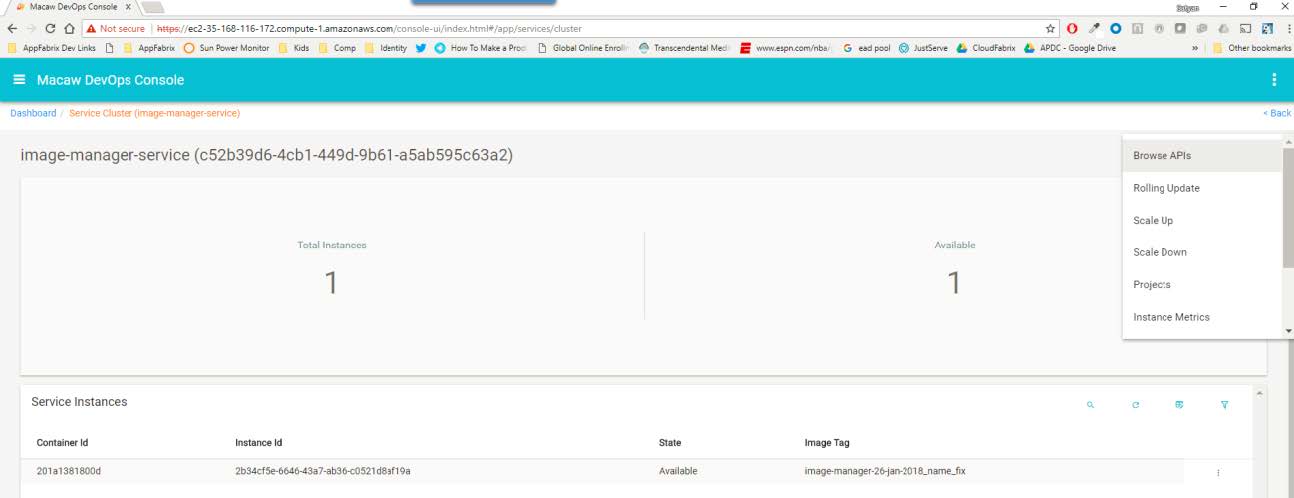 Macaw DevOps Console x
Not secure | https://ec2-35-168-116-172.compute-1.amazonaws.com/console-ui/index.html#/app/services/cluster
AppFabrix Dev Links AppFabrix Sun Power Monitor Kids Comp Identity How To Make a Prod Global Online Enrolln Transcendental Medi www.espn.com/nba/ ead pool JustServe CloudFabrix APDC - Google Drive » Other bookmarks
Macaw DevOps Console
Dashboard / Service Cluster (image-manager-service) < Back
image-manager-service (c52b39d6-4cb1-449d-9b61-a5ab595c63a2)
Browse APIs
Rolling Update
Scale Up
Scale Down
Projects
Instance Metrics
Total Instances Available
1 1
Service Instances
Container Id Instance Id State Image Tag
201a1381800d 2b34cf5e-6646-43a7-ab36-c0521d8af19a Available image-manager-26-jan-2018_name_fix